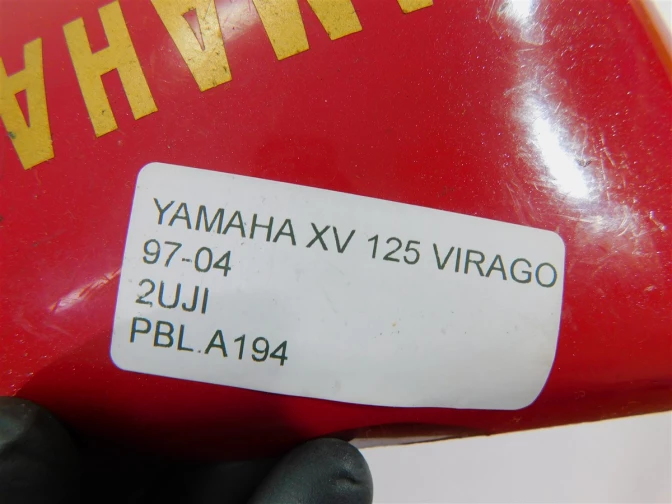 YAMAHA
YAMAHA XV 125 VIRAGO
97-04
2UJI
PBL.A194